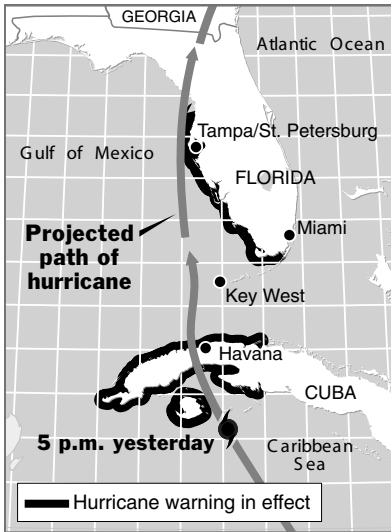 GEORGIA
Atlantic Ocean
Tampa/St. Petersburg
Gulf of Mexico
FLORIDA
Projected
path of
hurricane
Miami
Key West
Havana
CUBA
5 p.m. yesterday
Caribbean
Sea
Hurricane warning in effect